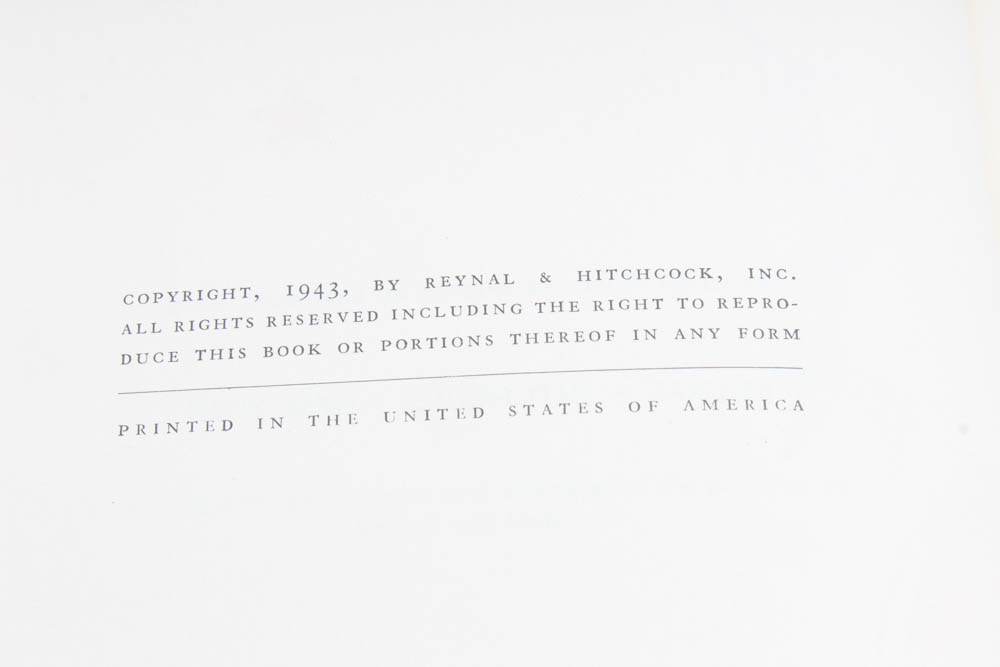 COPYRIGHT, 1943, BY REYNAL & HITCHCOCK, INC.
ALL RIGHTS RESERVED INCLUDING THE RIGHT TO REPRO-
DUCE THIS BOOK OR PORTIONS THEREOF IN ANY FORM
PRINTED IN THE UNITED STATES OF AMERICA